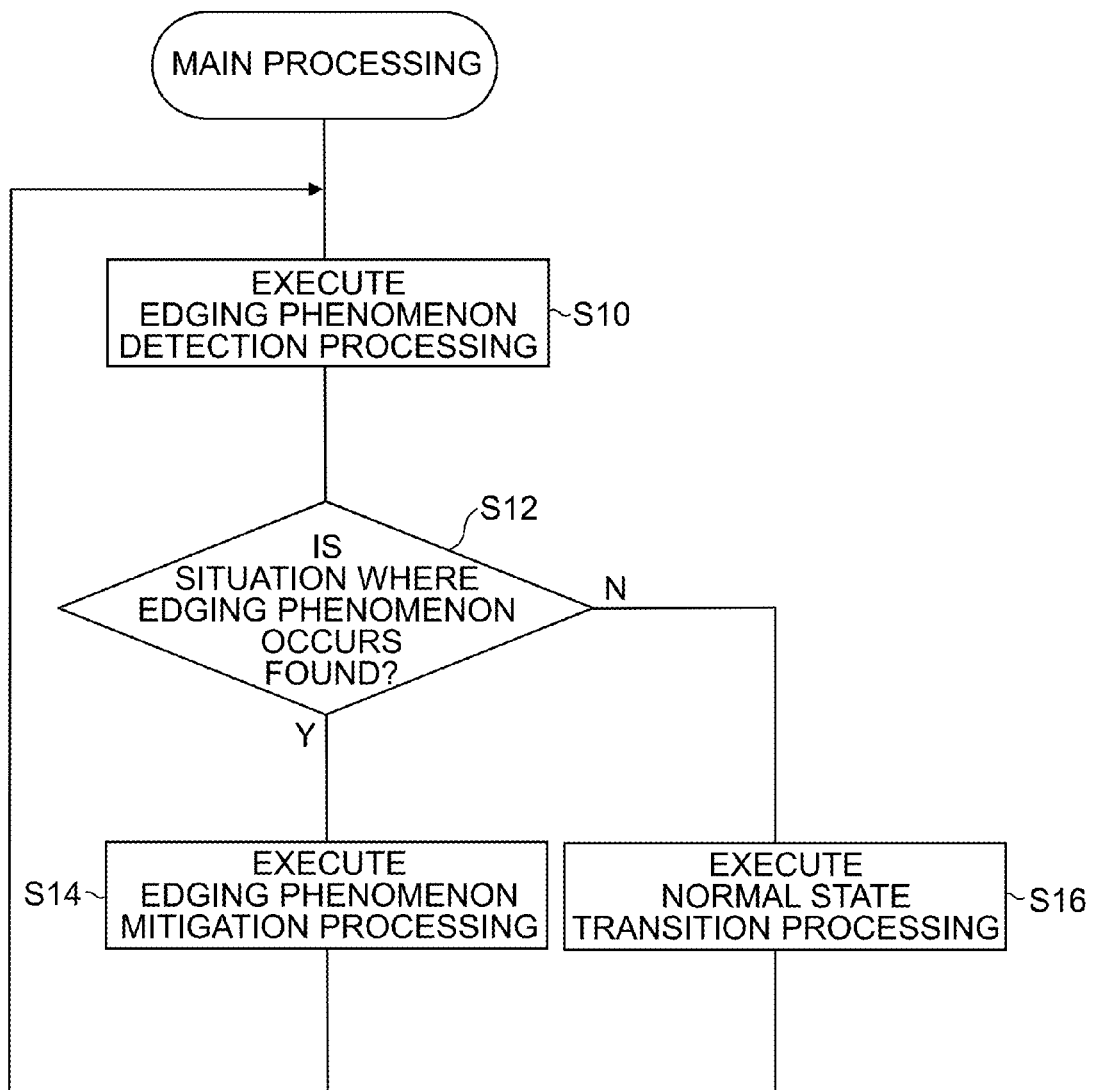 MAIN PROCESSING
EXECUTE
EDGING PHENOMENON
DETECTION PROCESSING
S10
S12
IS
SITUATION WHERE
EDGING PHENOMENON
OCCURS
FOUND?
N
Y
EXECUTE
EDGING PHENOMENON
MITIGATION PROCESSING
S14
EXECUTE
NORMAL STATE
TRANSITION PROCESSING
S16